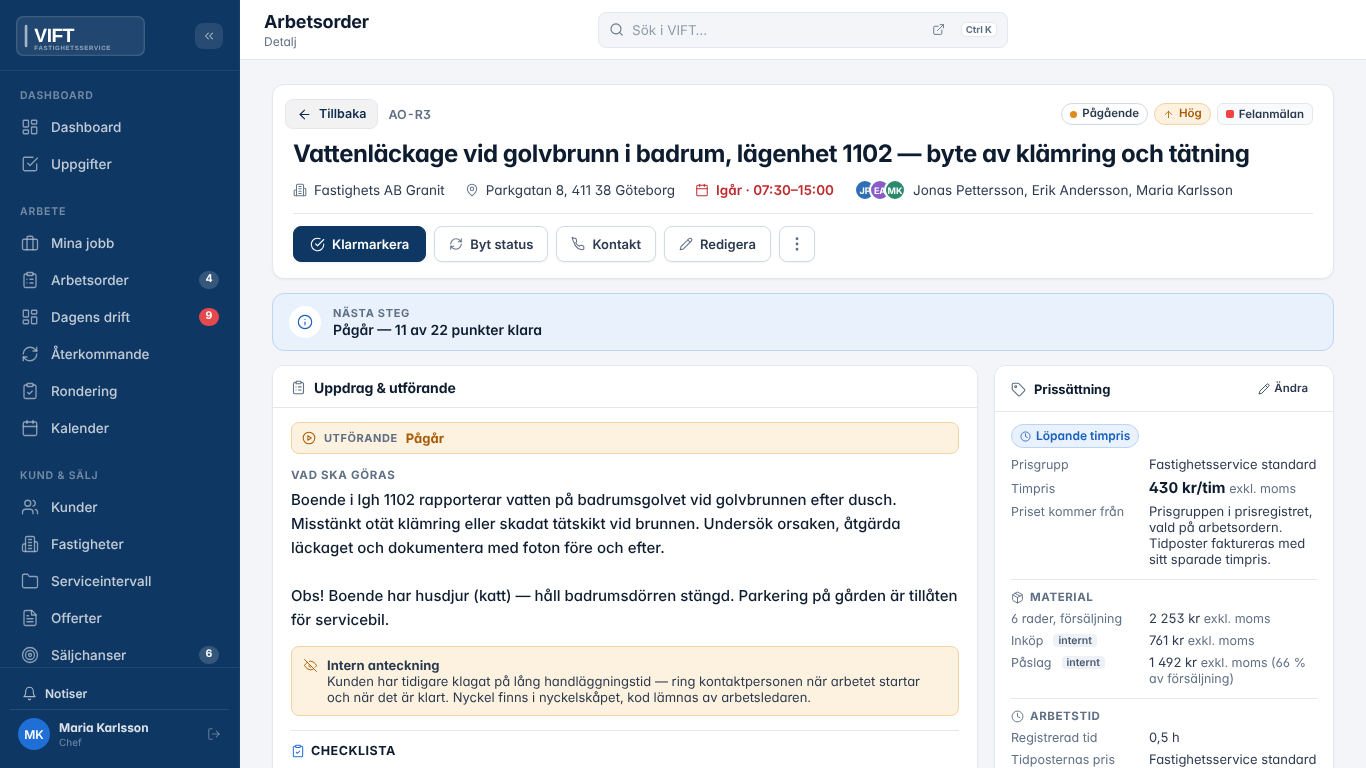 VIFT
FASTIGHETSSERVICE
DASHBOARD
Dashboard
Uppgifter
ARBETE
Mina jobb
Arbetsorder 4
Dagens drift 9
Återkommande
Rondering
Kalender
KUND & SÄLJ
Kunder
Fastigheter
Serviceintervall
Offerter
Säljchanser 6
Notiser
MK
Maria Karlsson
Chef
Arbetsorder
Detalj
Sök i VIFT...
Ctrl K
Tillbaka AO-R3
Pågående Hög Felanmälan
Vattenläckage vid golvbrunn i badrum, lägenhet 1102 — byte av klämring och tätning
Fastighets AB Granit Parkgatan 8, 411 38 Göteborg Igår · 07:30–15:00 JP EA MK Jonas Pettersson, Erik Andersson, Maria Karlsson
Klarmarkera Byt status Kontakt Redigera
NÄSTA STEG
Pågår — 11 av 22 punkter klara
Uppdrag & utförande
UTFÖRANDE Pågår
VAD SKA GÖRAS
Boende i lgh 1102 rapporterar vatten på badrumsgolvet vid golvbrunnen efter dusch.
Misstänkt otät klämring eller skadat tätskikt vid brunnen. Undersök orsaken, åtgärda
läckaget och dokumentera med foton före och efter.
Obs! Boende har husdjur (katt) — håll badrumsdörren stängd. Parkering på gården är tillåten
för servicebil.
Intern anteckning
Kunden har tidigare klagat på lång handläggningstid — ring kontaktpersonen när arbetet startar
och när det är klart. Nyckel finns i nyckelskåpet, kod lämnas av arbetsledaren.
CHECKLISTA
Prissättning Ändra
Löpande timpris
Prisgrupp Fastighetsservice standard
Timpris 430 kr/tim exkl. moms
Priset kommer från Prisgruppen i prisregistret,
vald på arbetsordern.
Tidposter faktureras med
sitt sparade timpris.
MATERIAL
6 rader, försäljning 2 253 kr exkl. moms
Inköp internt 761 kr exkl. moms
Påslag internt 1 492 kr exkl. moms (66 %
av försäljning)
ARBETSTID
Registrerad tid 0,5 h
Tidposternas pris Fastighetsservice standard